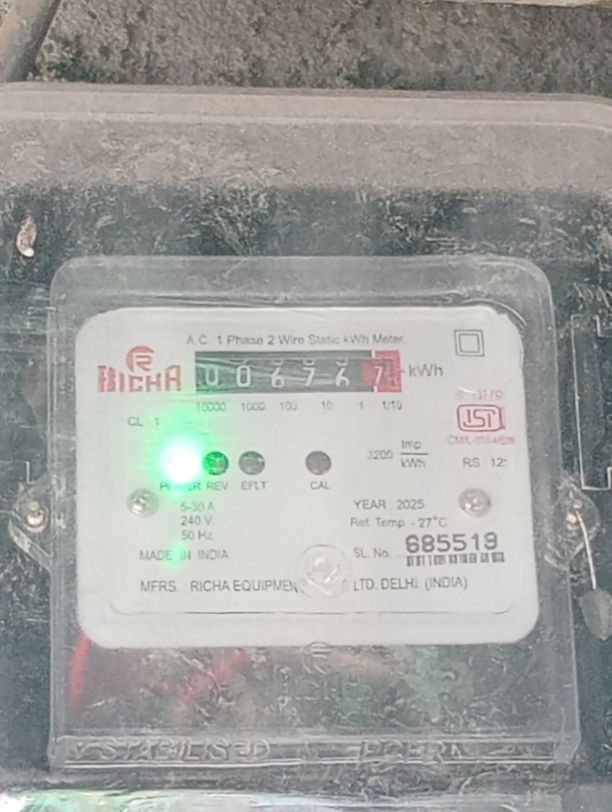 A.C. 1 Phase 2 Wire Static kWh Meter
RICHA
0 0 6 7 6 7
kWh
10000 1000 100 10 1 1/10
CL - 1
3200 Imp/kWh
CM/L
RS : 12
REV EFLT CAL
5-30 A
240 V
50 Hz.
YEAR : 2025
Ref. Temp. - 27°C
MADE IN INDIA
SL. No. 685519
MFRS. : RICHA EQUIPMEN LTD. DELHI. (INDIA)
STABILISED